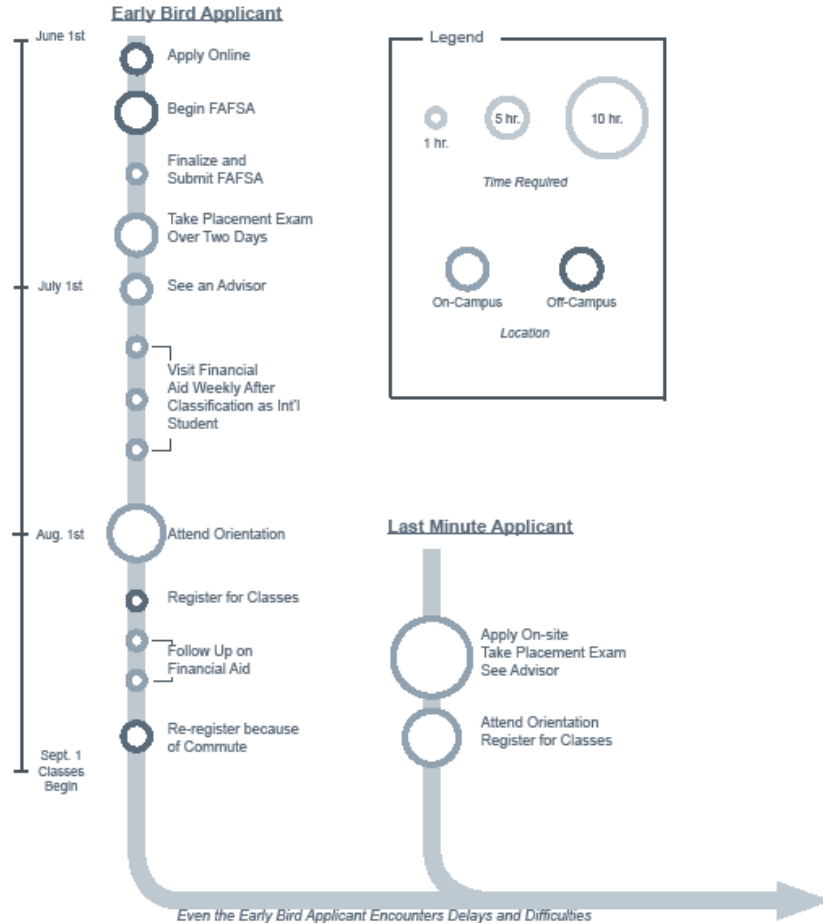 Early Bird Applicant
June 1st
Apply Online
Begin FAFSA
Finalize and
Submit FAFSA
Take Placement Exam
Over Two Days
July 1st
See an Advisor
Visit Financial
Aid Weekly After
Classification as Int'l
Student
Aug. 1st
Attend Orientation
Register for Classes
Follow Up on
Financial Aid
Re-register because
of Commute
Sept. 1
Classes
Begin
Legend
1 hr.
5 hr.
10 hr.
Time Required
On-Campus
Off-Campus
Location
Last Minute Applicant
Apply On-site
Take Placement Exam
See Advisor
Attend Orientation
Register for Classes
Even the Early Bird Applicant Encounters Delays and Difficulties